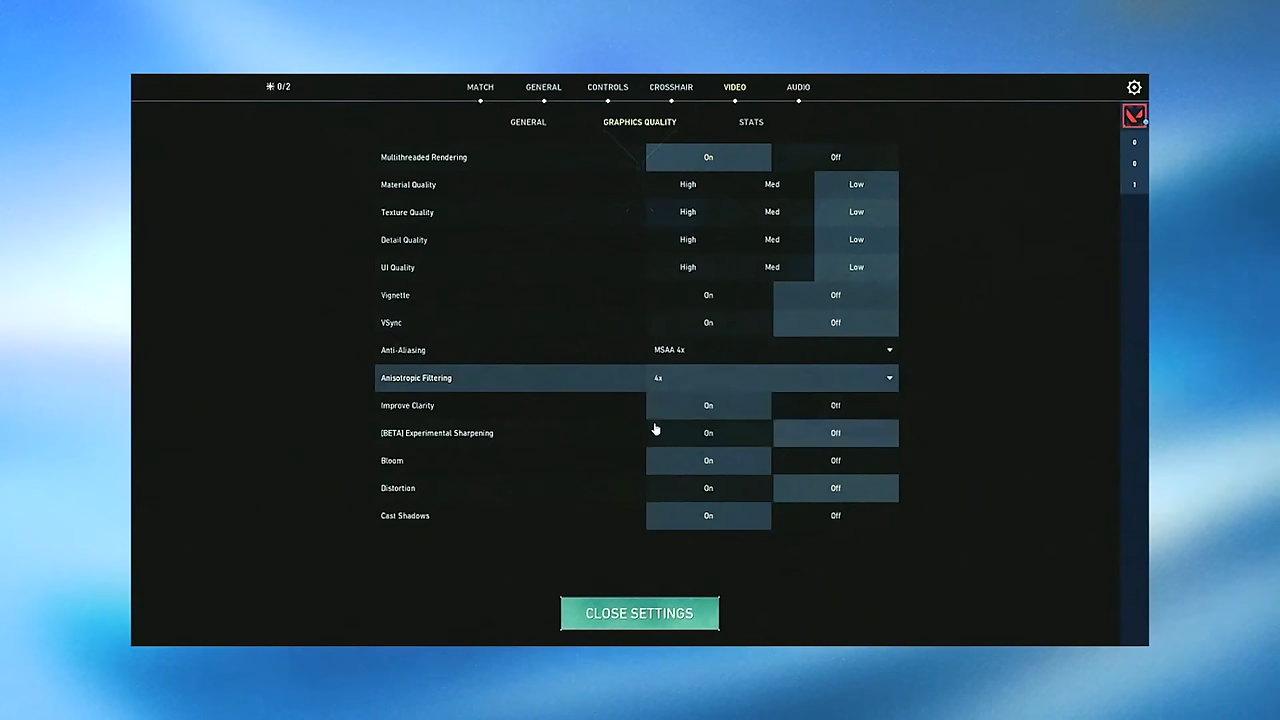 0/2
MATCH GENERAL CONTROLS CROSSHAIR VIDEO AUDIO
GENERAL GRAPHICS QUALITY STATS
Multithreaded Rendering On Off
Material Quality High Med Low
Texture Quality High Med Low
Detail Quality High Med Low
UI Quality High Med Low
Vignette On Off
VSync On Off
Anti-Aliasing MSAA 4x
Anisotropic Filtering 4x
Improve Clarity On Off
[BETA] Experimental Sharpening On Off
Bloom On Off
Distortion On Off
Cast Shadows On Off
CLOSE SETTINGS
0
0
1